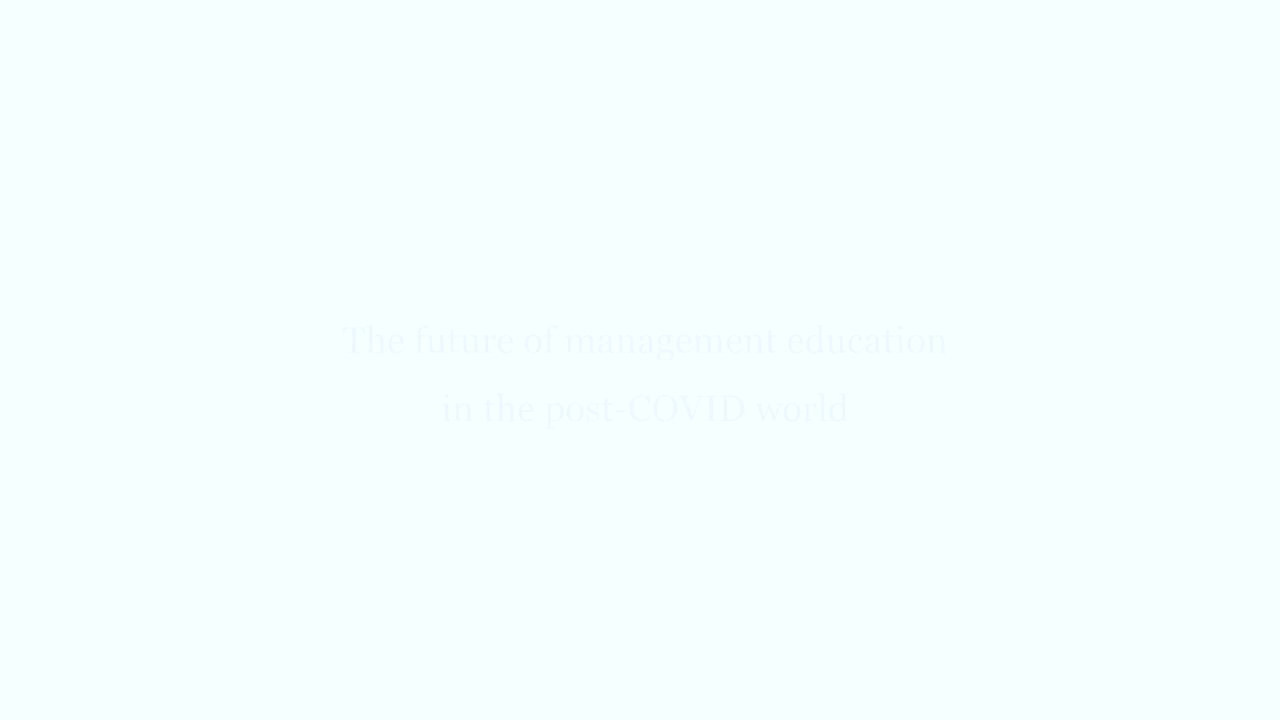 The future of management education
in the post-COVID world